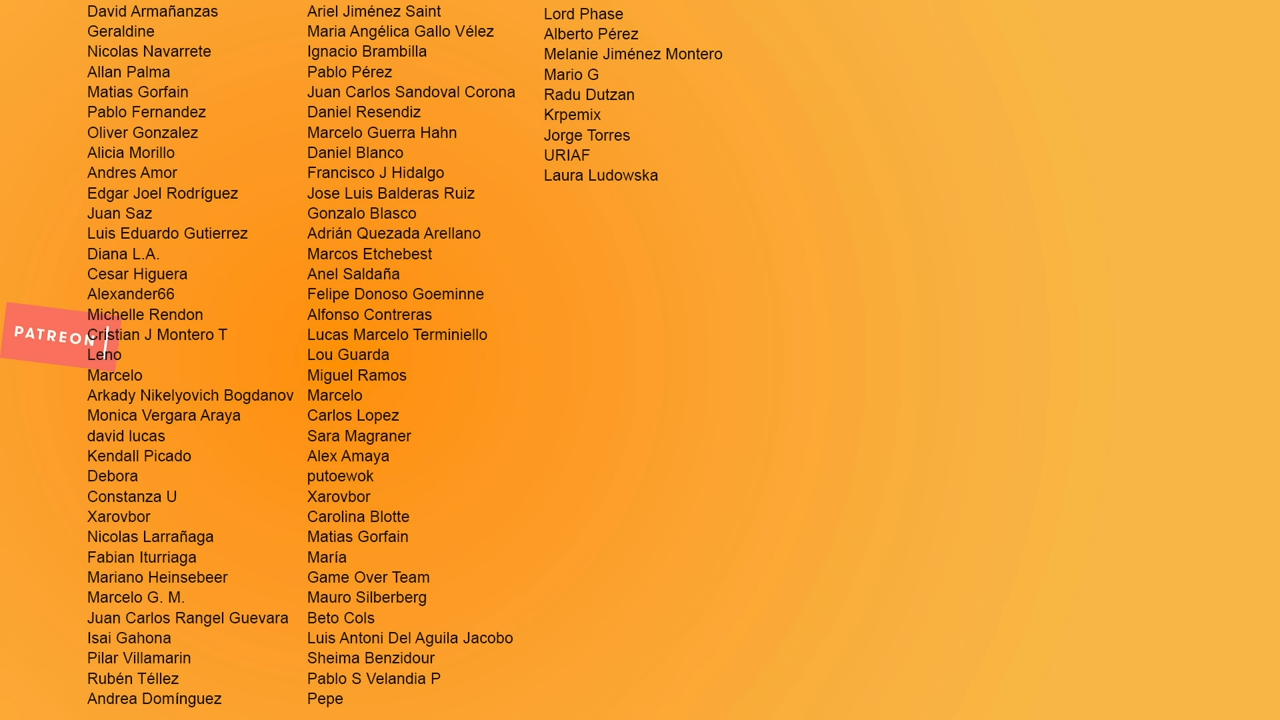 David Armañanzas
Geraldine
Nicolas Navarrete
Allan Palma
Matias Gorfain
Pablo Fernandez
Oliver Gonzalez
Alicia Morillo
Andres Amor
Edgar Joel Rodríguez
Juan Saz
Luis Eduardo Gutierrez
Diana L.A.
Cesar Higuera
Alexander66
Michelle Rendon
Cristian J Montero T
Leno
Marcelo
Arkady Nikelyovich Bogdanov
Monica Vergara Araya
david lucas
Kendall Picado
Debora
Constanza U
Xarovbor
Nicolas Larrañaga
Fabian Iturriaga
Mariano Heinsebeer
Marcelo G. M.
Juan Carlos Rangel Guevara
Isai Gahona
Pilar Villamarin
Rubén Téllez
Andrea Domínguez
PATREON
Ariel Jiménez Saint
Maria Angélica Gallo Vélez
Ignacio Brambilla
Pablo Pérez
Juan Carlos Sandoval Corona
Daniel Resendiz
Marcelo Guerra Hahn
Daniel Blanco
Francisco J Hidalgo
Jose Luis Balderas Ruiz
Gonzalo Blasco
Adrián Quezada Arellano
Marcos Etchebest
Anel Saldaña
Felipe Donoso Goeminne
Alfonso Contreras
Lucas Marcelo Terminiello
Lou Guarda
Miguel Ramos
Marcelo
Carlos Lopez
Sara Magraner
Alex Amaya
putoewok
Xarovbor
Carolina Blotte
Matias Gorfain
María
Game Over Team
Mauro Silberberg
Beto Cols
Luis Antoni Del Aguila Jacobo
Sheima Benzidour
Pablo S Velandia P
Pepe
Lord Phase
Alberto Pérez
Melanie Jiménez Montero
Mario G
Radu Dutzan
Krpemix
Jorge Torres
URIAF
Laura Ludowska